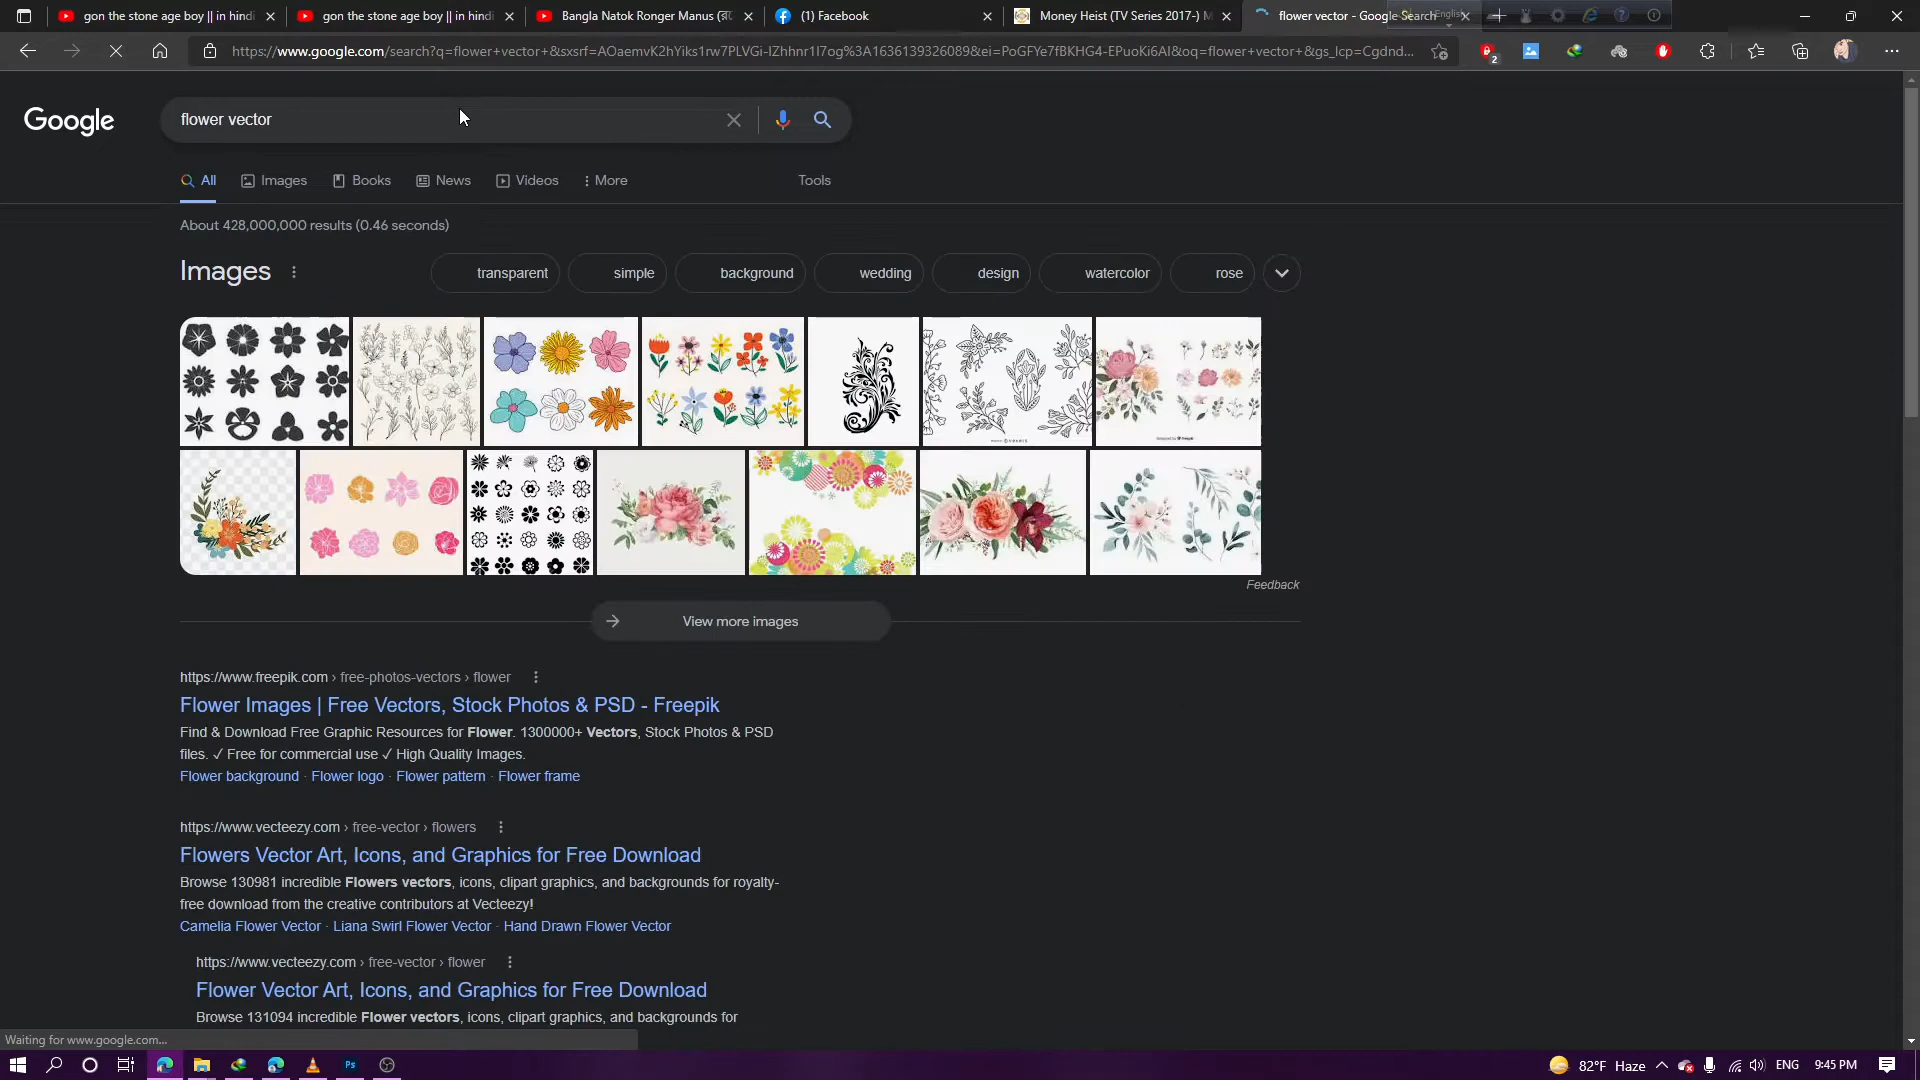 gon the stone age boy || in hindi
gon the stone age boy || in hindi
Bangla Natok Ronger Manus
(1) Facebook
Money Heist (TV Series 2017-)
flower vector - Google Search
English
https://www.google.com/search?q=flower+vector+&sxsrf=AOaemvK2hYiks1rw7PLVGi-IZhhnr1I7og%3A1636139326089&ei=PoGFYe7fBKHG4-EPuoKi6AI&oq=flower+vector+&gs_lcp=Cgdnd...
2
Google
flower vector
All
Images
Books
News
Videos
More
Tools
About 428,000,000 results (0.46 seconds)
Images
transparent
simple
background
wedding
design
watercolor
rose
Feedback
View more images
https://www.freepik.com › free-photos-vectors › flower
Flower Images | Free Vectors, Stock Photos & PSD - Freepik
Find & Download Free Graphic Resources for Flower. 1300000+ Vectors, Stock Photos & PSD
files. ✓ Free for commercial use ✓ High Quality Images.
Flower background · Flower logo · Flower pattern · Flower frame
https://www.vecteezy.com › free-vector › flowers
Flowers Vector Art, Icons, and Graphics for Free Download
Browse 130981 incredible Flowers vectors, icons, clipart graphics, and backgrounds for royalty-
free download from the creative contributors at Vecteezy!
Camelia Flower Vector · Liana Swirl Flower Vector · Hand Drawn Flower Vector
https://www.vecteezy.com › free-vector › flower
Flower Vector Art, Icons, and Graphics for Free Download
Browse 131094 incredible Flower vectors, icons, clipart graphics, and backgrounds for
Waiting for www.google.com...
Ps
82°F Haze
ENG
9:45 PM